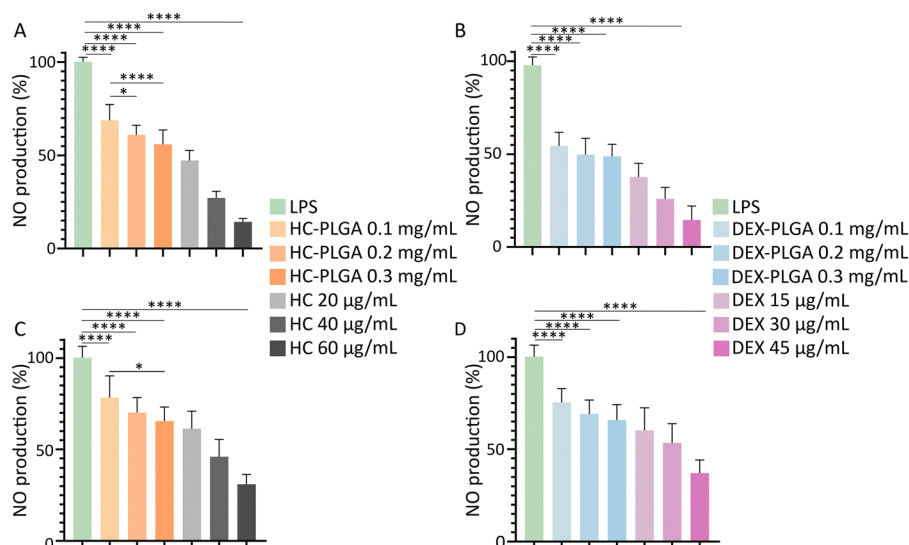 A
****
****
****
****
****
*
NO production (%)
100
50
0
LPS
HC-PLGA 0.1 mg/mL
HC-PLGA 0.2 mg/mL
HC-PLGA 0.3 mg/mL
HC 20 µg/mL
HC 40 µg/mL
HC 60 µg/mL
B
****
****
****
****
NO production (%)
100
50
0
LPS
DEX-PLGA 0.1 mg/mL
DEX-PLGA 0.2 mg/mL
DEX-PLGA 0.3 mg/mL
DEX 15 µg/mL
DEX 30 µg/mL
DEX 45 µg/mL
C
****
****
****
****
*
NO production (%)
100
50
0
D
****
****
****
****
NO production (%)
100
50
0